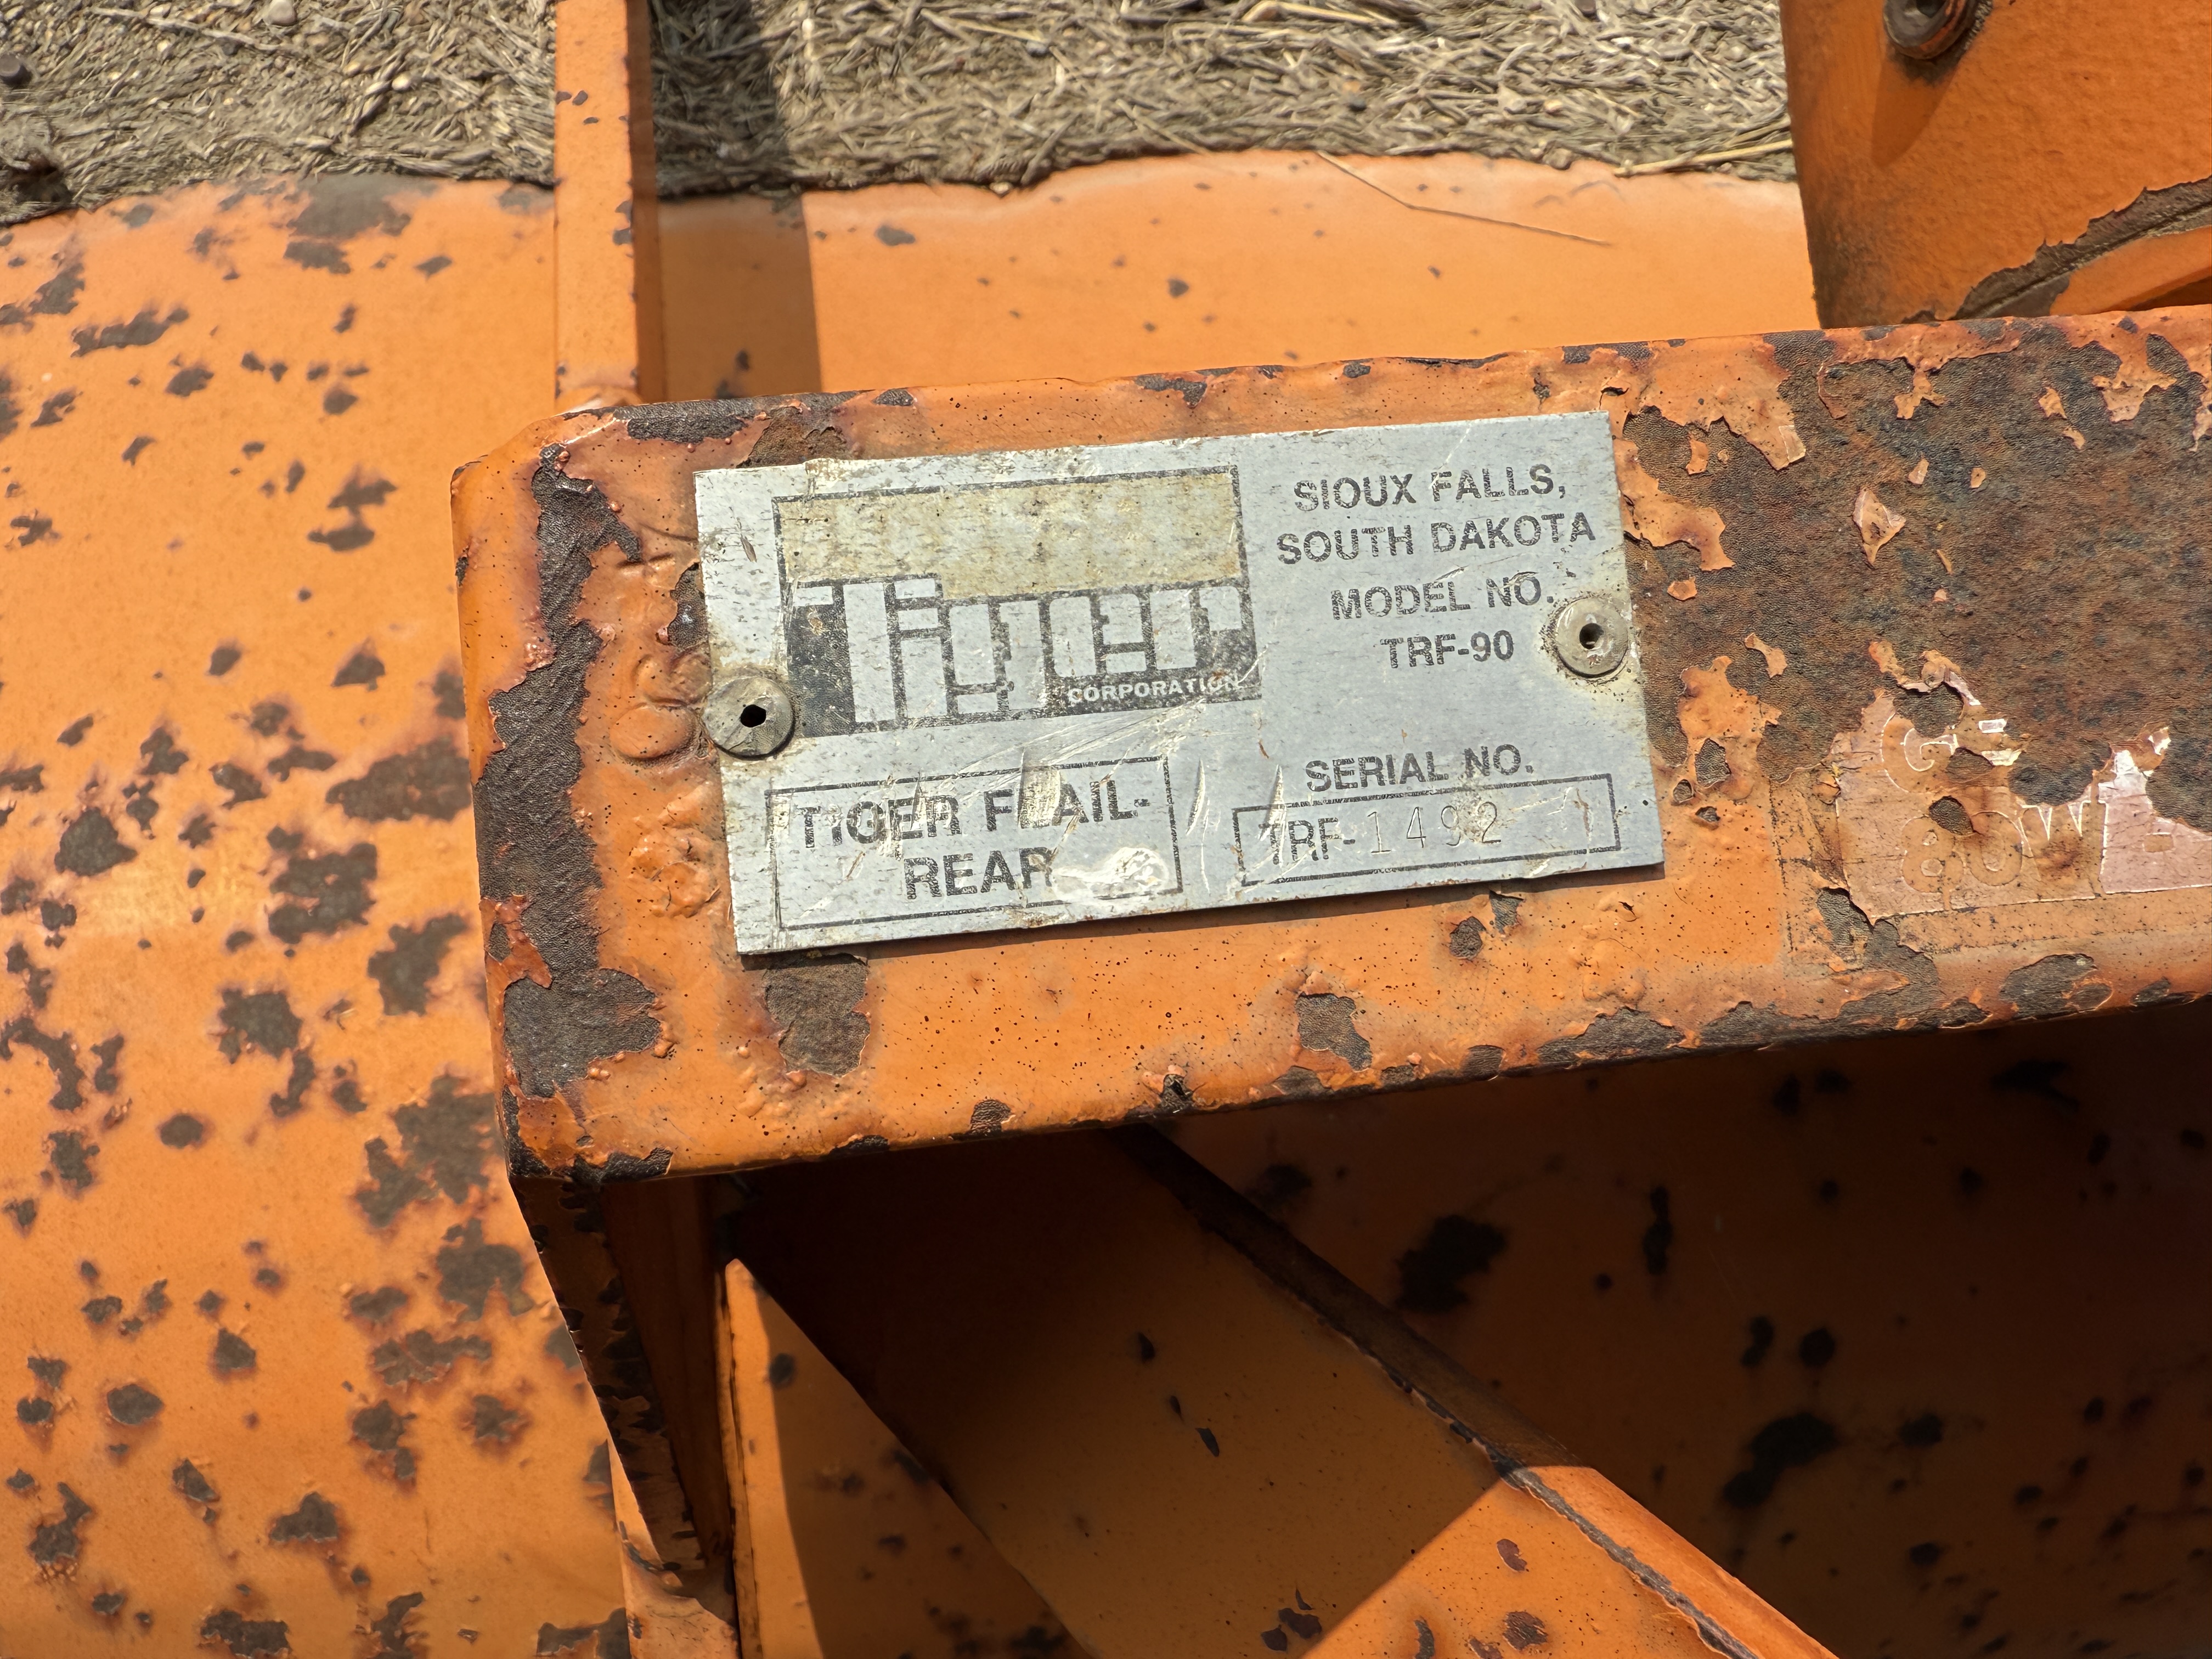 Tiger
CORPORATION
SIOUX FALLS,
SOUTH DAKOTA
MODEL NO.
TRF-90
TIGER FLAIL-
REAR
SERIAL NO.
TRF-1492